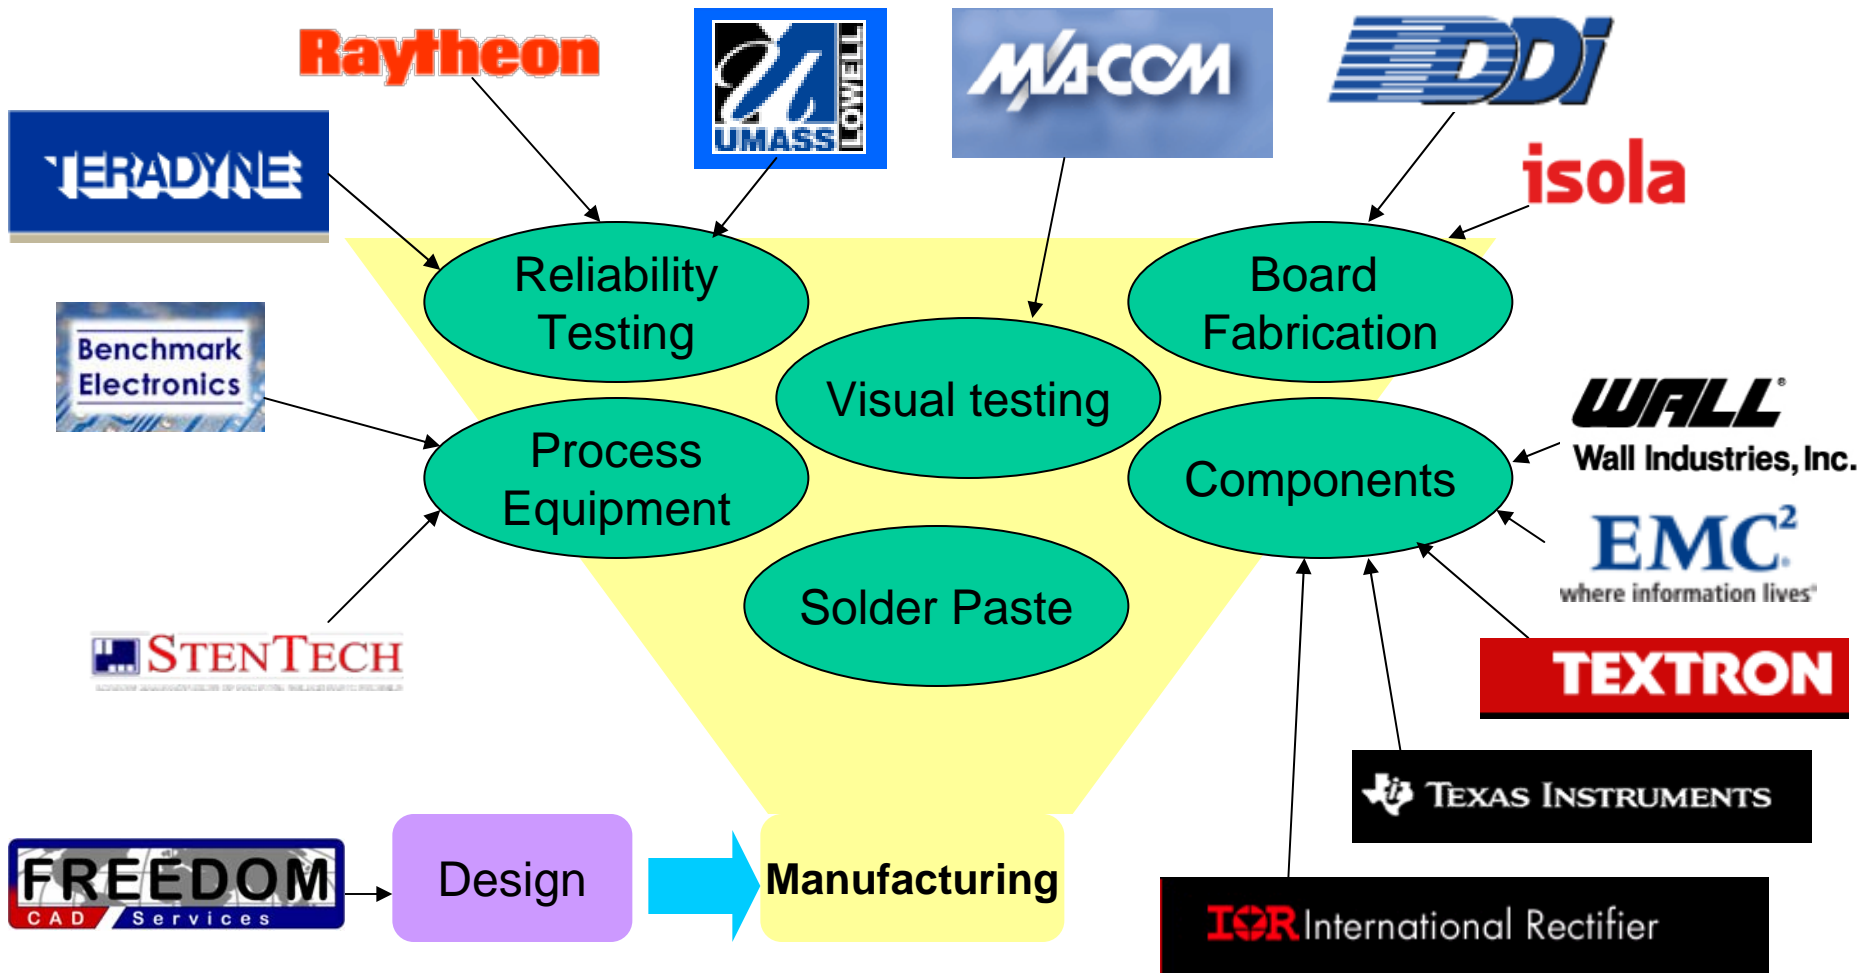 Raytheon
UMASS
LOWELL
M/A-COM
DDi
TERADYNE
isola
Reliability
Testing
Board
Fabrication
Benchmark
Electronics
Visual testing
WALL®
Wall Industries, Inc.
Process
Equipment
Components
EMC²
where information lives®
Solder Paste
STENTECH
TEXTRON
TEXAS INSTRUMENTS
FREEDOM
CAD Services
Design
Manufacturing
IOR International Rectifier